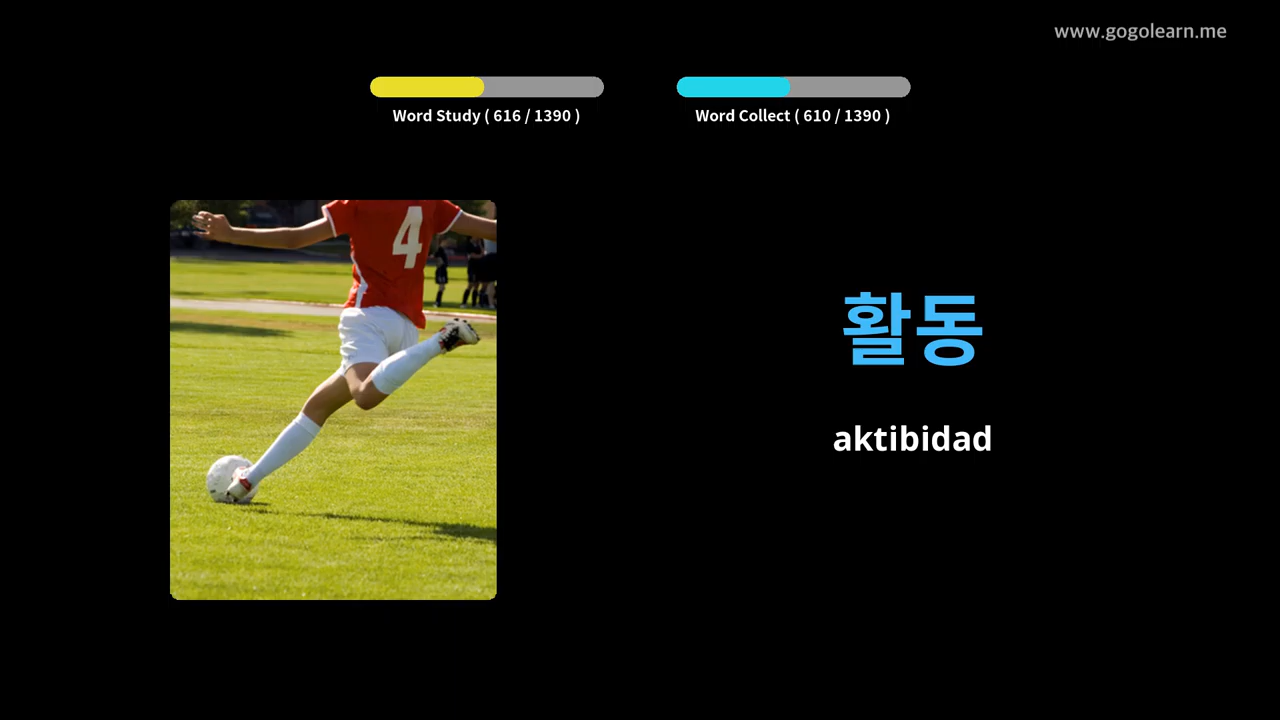 www.gogolearn.me
Word Study ( 616 / 1390 )
Word Collect ( 610 / 1390 )
4
활동
aktibidad